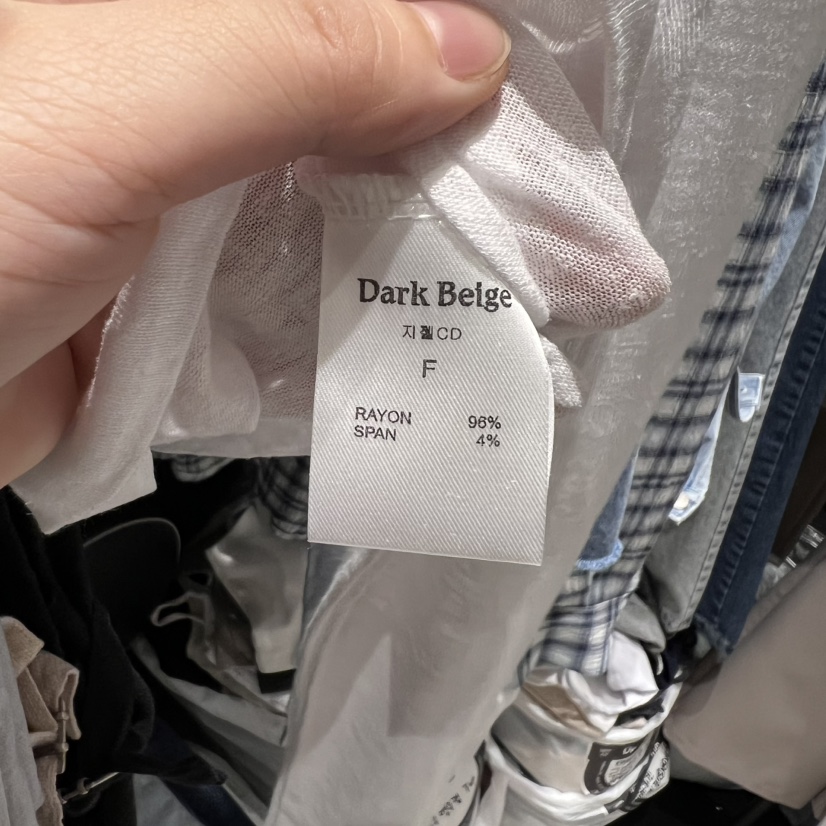 Dark Beige
지젤CD
F
RAYON 96%
SPAN 4%